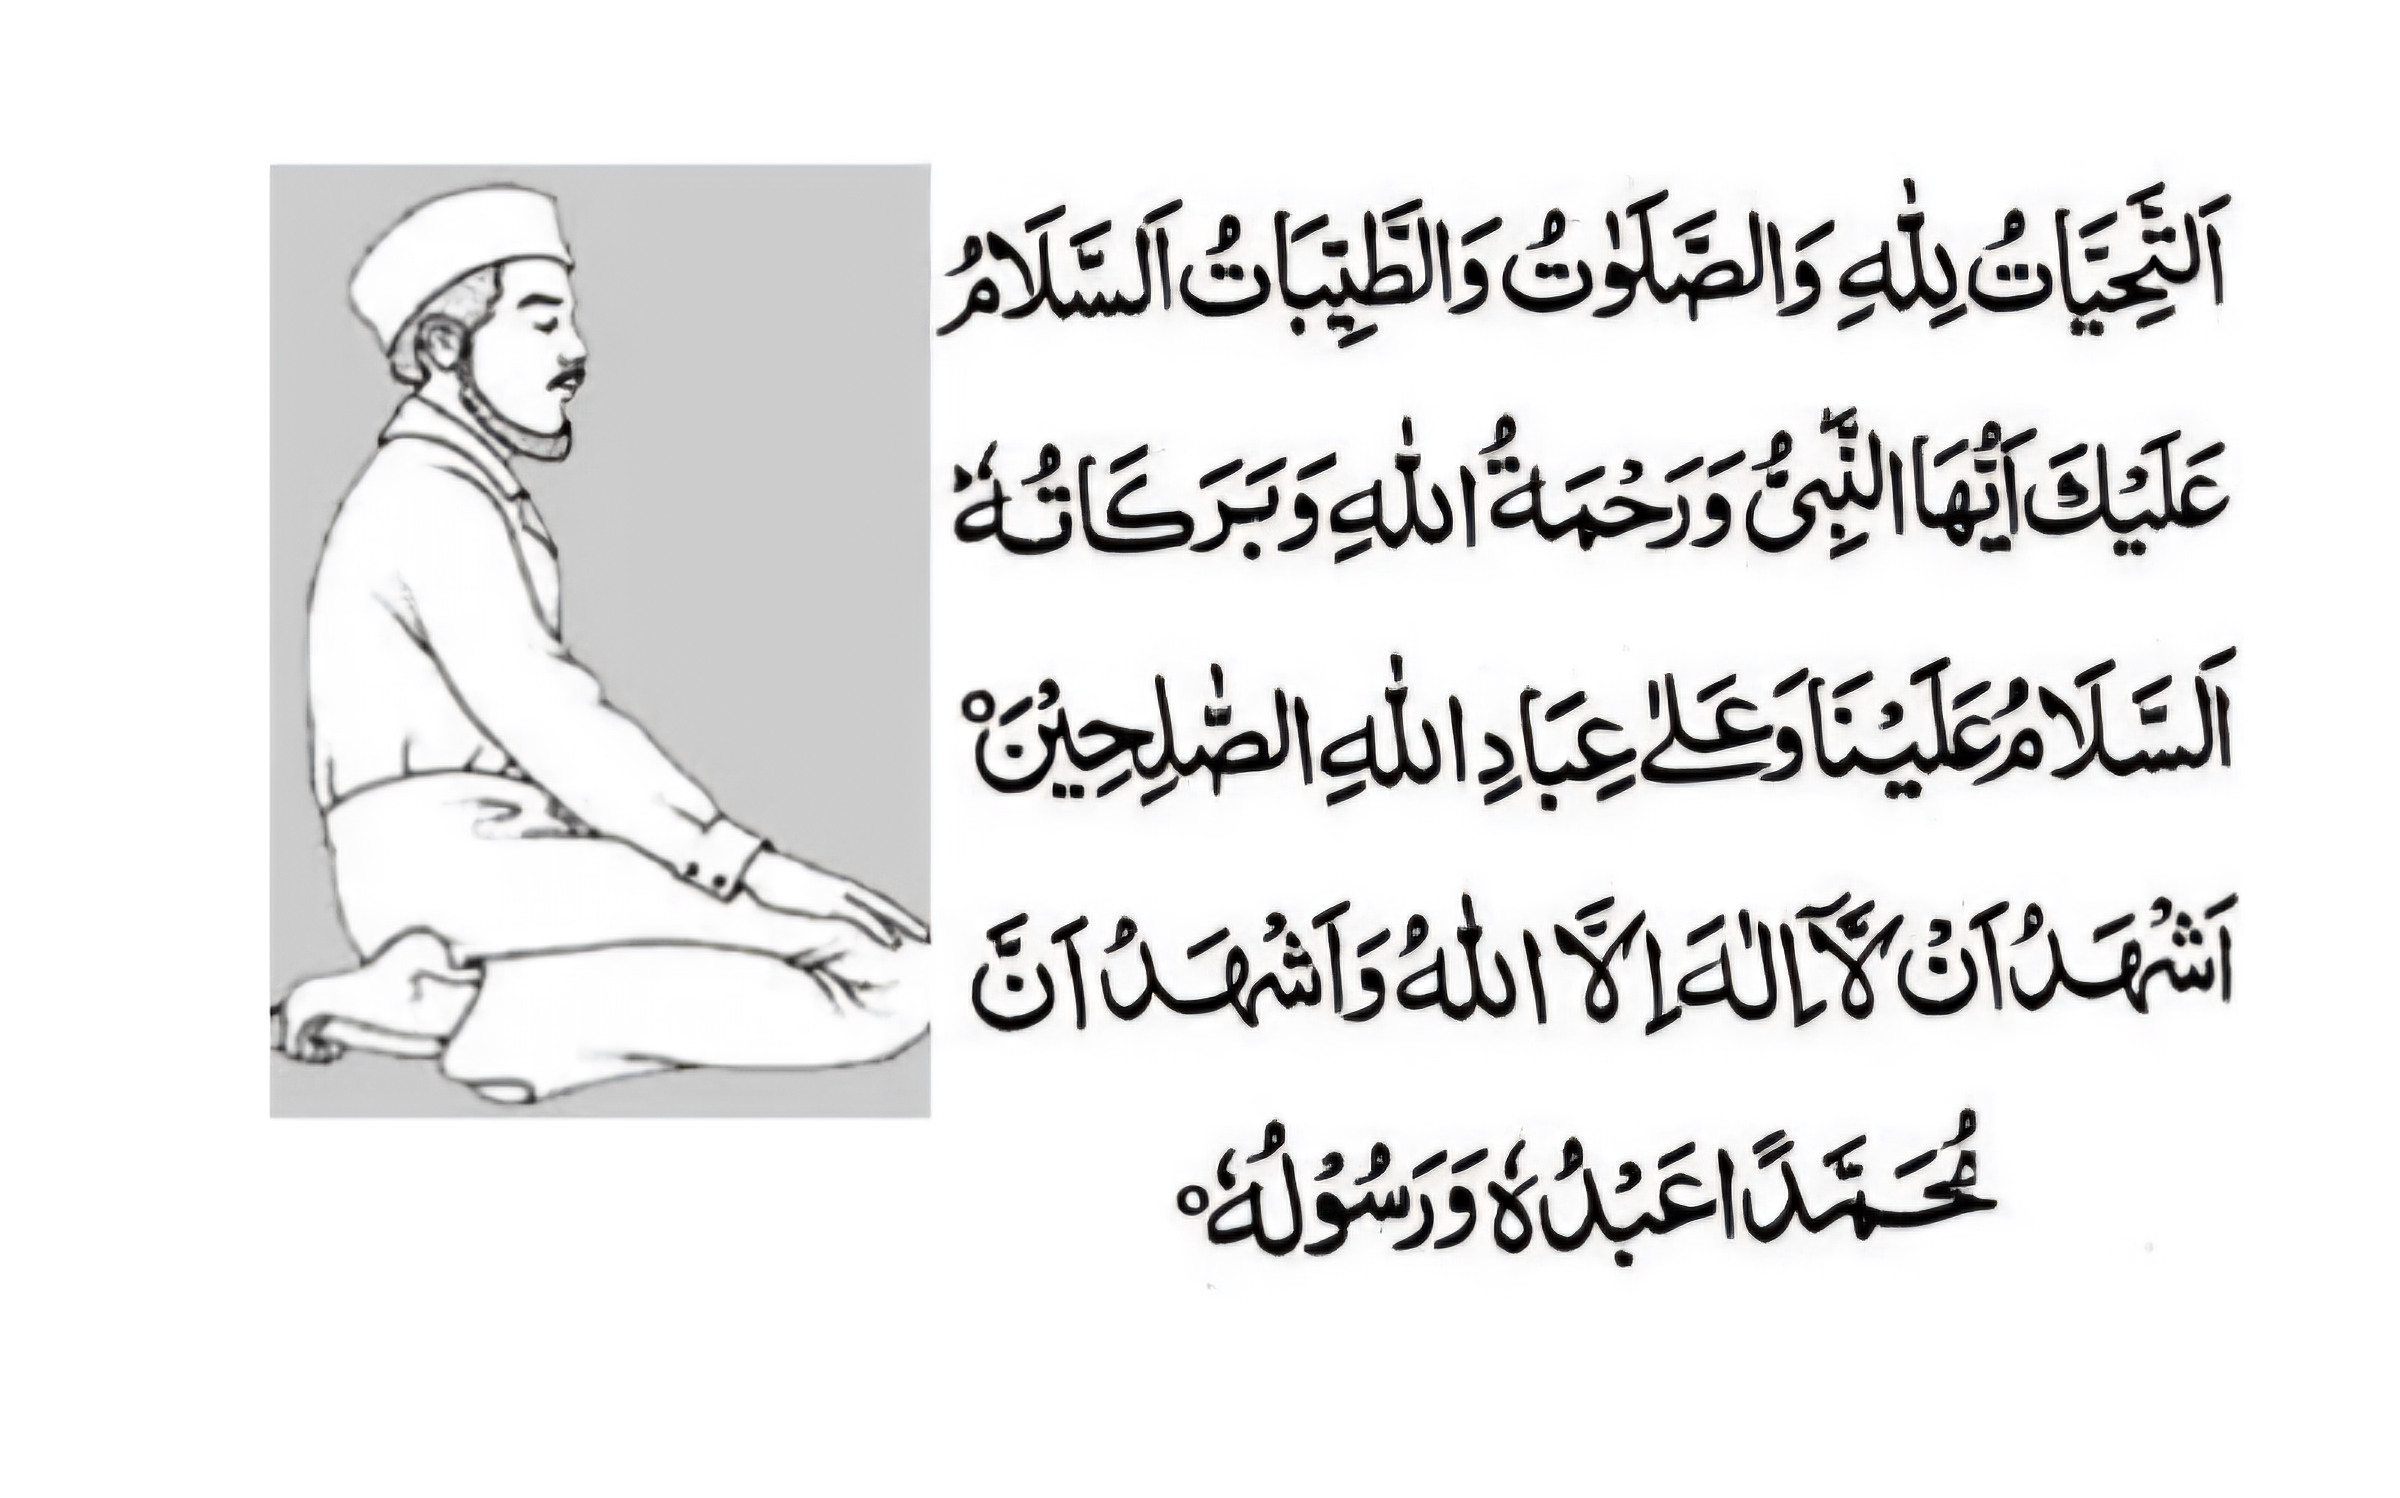 اَلتَّحِيَّاتُ لِلّٰهِ وَالصَّلَوٰتُ وَالطَّيِّبَاتُ اَلسَّلَامُ
عَلَيْكَ اَيُّهَا النَّبِيُّ وَرَحْمَةُ اللّٰهِ وَبَرَكَاتُهٗ
اَلسَّلَامُ عَلَيْنَا وَعَلٰى عِبَادِ اللّٰهِ الصّٰلِحِيْنَ ۝
اَشْهَدُ اَنْ لَّآ اِلٰهَ اِلَّا اللّٰهُ وَاَشْهَدُ اَنَّ
مُحَمَّدًا عَبْدُهٗ وَرَسُوْلُهٗ ۝